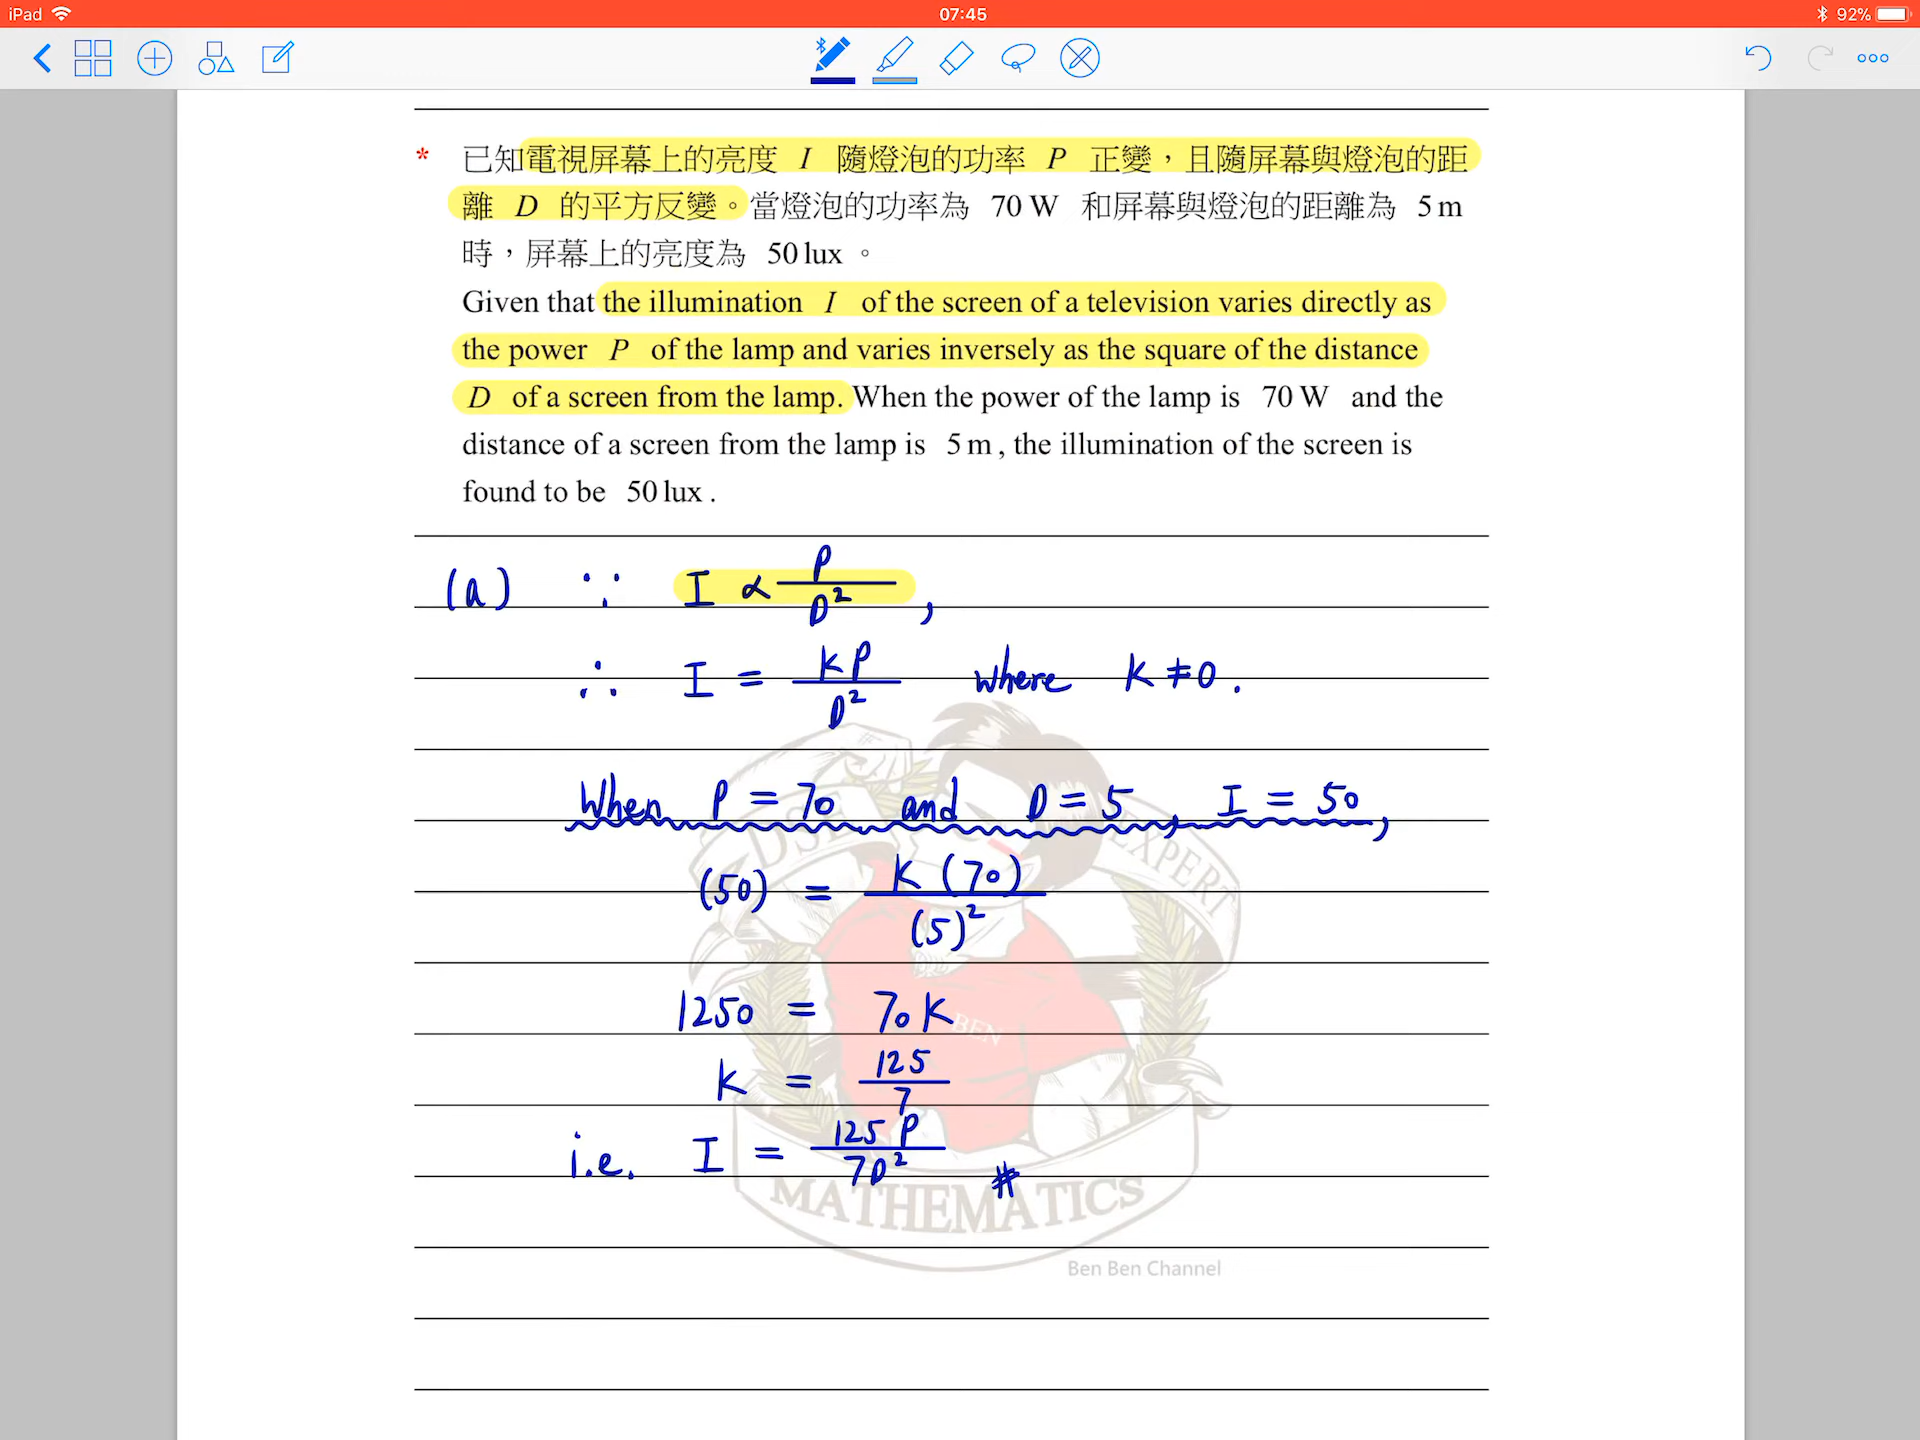 iPad 07:45 92%
* 已知電視屏幕上的亮度 I 隨燈泡的功率 P 正變，且隨屏幕與燈泡的距
離 D 的平方反變。當燈泡的功率為 70 W 和屏幕與燈泡的距離為 5 m
時，屏幕上的亮度為 50 lux 。
Given that the illumination I of the screen of a television varies directly as
the power P of the lamp and varies inversely as the square of the distance
D of a screen from the lamp. When the power of the lamp is 70 W and the
distance of a screen from the lamp is 5 m , the illumination of the screen is
found to be 50 lux .
(a) ∵ I ∝ P/D² ,
∴ I = kP/D² where k ≠ 0 .
When P = 70 and D = 5, I = 50 ,
(50) = k(70)/(5)²
1250 = 70k
k = 125/7
i.e. I = 125P/7D² #
DSE EXPERT
BEN
MATHEMATICS
Ben Ben Channel